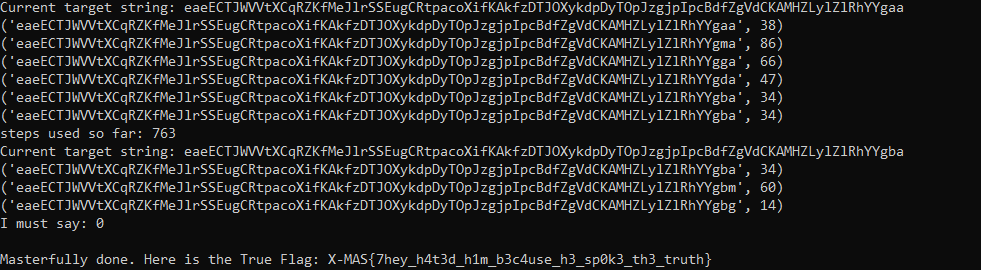 Current target string: eaeECTJWVVtXCqRZKfMeJlrSSEugCRtpacoXifKAkfzDTJOXykdpDyTOpJzgjpIpcBdfZgVdCKAMHZLylZlRhYYgaa
('eaeECTJWVVtXCqRZKfMeJlrSSEugCRtpacoXifKAkfzDTJOXykdpDyTOpJzgjpIpcBdfZgVdCKAMHZLylZlRhYYgaa', 38)
('eaeECTJWVVtXCqRZKfMeJlrSSEugCRtpacoXifKAkfzDTJOXykdpDyTOpJzgjpIpcBdfZgVdCKAMHZLylZlRhYYgma', 86)
('eaeECTJWVVtXCqRZKfMeJlrSSEugCRtpacoXifKAkfzDTJOXykdpDyTOpJzgjpIpcBdfZgVdCKAMHZLylZlRhYYgga', 66)
('eaeECTJWVVtXCqRZKfMeJlrSSEugCRtpacoXifKAkfzDTJOXykdpDyTOpJzgjpIpcBdfZgVdCKAMHZLylZlRhYYgda', 47)
('eaeECTJWVVtXCqRZKfMeJlrSSEugCRtpacoXifKAkfzDTJOXykdpDyTOpJzgjpIpcBdfZgVdCKAMHZLylZlRhYYgba', 34)
('eaeECTJWVVtXCqRZKfMeJlrSSEugCRtpacoXifKAkfzDTJOXykdpDyTOpJzgjpIpcBdfZgVdCKAMHZLylZlRhYYgba', 34)
steps used so far: 763
Current target string: eaeECTJWVVtXCqRZKfMeJlrSSEugCRtpacoXifKAkfzDTJOXykdpDyTOpJzgjpIpcBdfZgVdCKAMHZLylZlRhYYgba
('eaeECTJWVVtXCqRZKfMeJlrSSEugCRtpacoXifKAkfzDTJOXykdpDyTOpJzgjpIpcBdfZgVdCKAMHZLylZlRhYYgba', 34)
('eaeECTJWVVtXCqRZKfMeJlrSSEugCRtpacoXifKAkfzDTJOXykdpDyTOpJzgjpIpcBdfZgVdCKAMHZLylZlRhYYgbm', 60)
('eaeECTJWVVtXCqRZKfMeJlrSSEugCRtpacoXifKAkfzDTJOXykdpDyTOpJzgjpIpcBdfZgVdCKAMHZLylZlRhYYgbg', 14)
I must say: 0
Masterfully done. Here is the True Flag: X-MAS{7hey_h4t3d_h1m_b3c4use_h3_sp0k3_th3_truth}